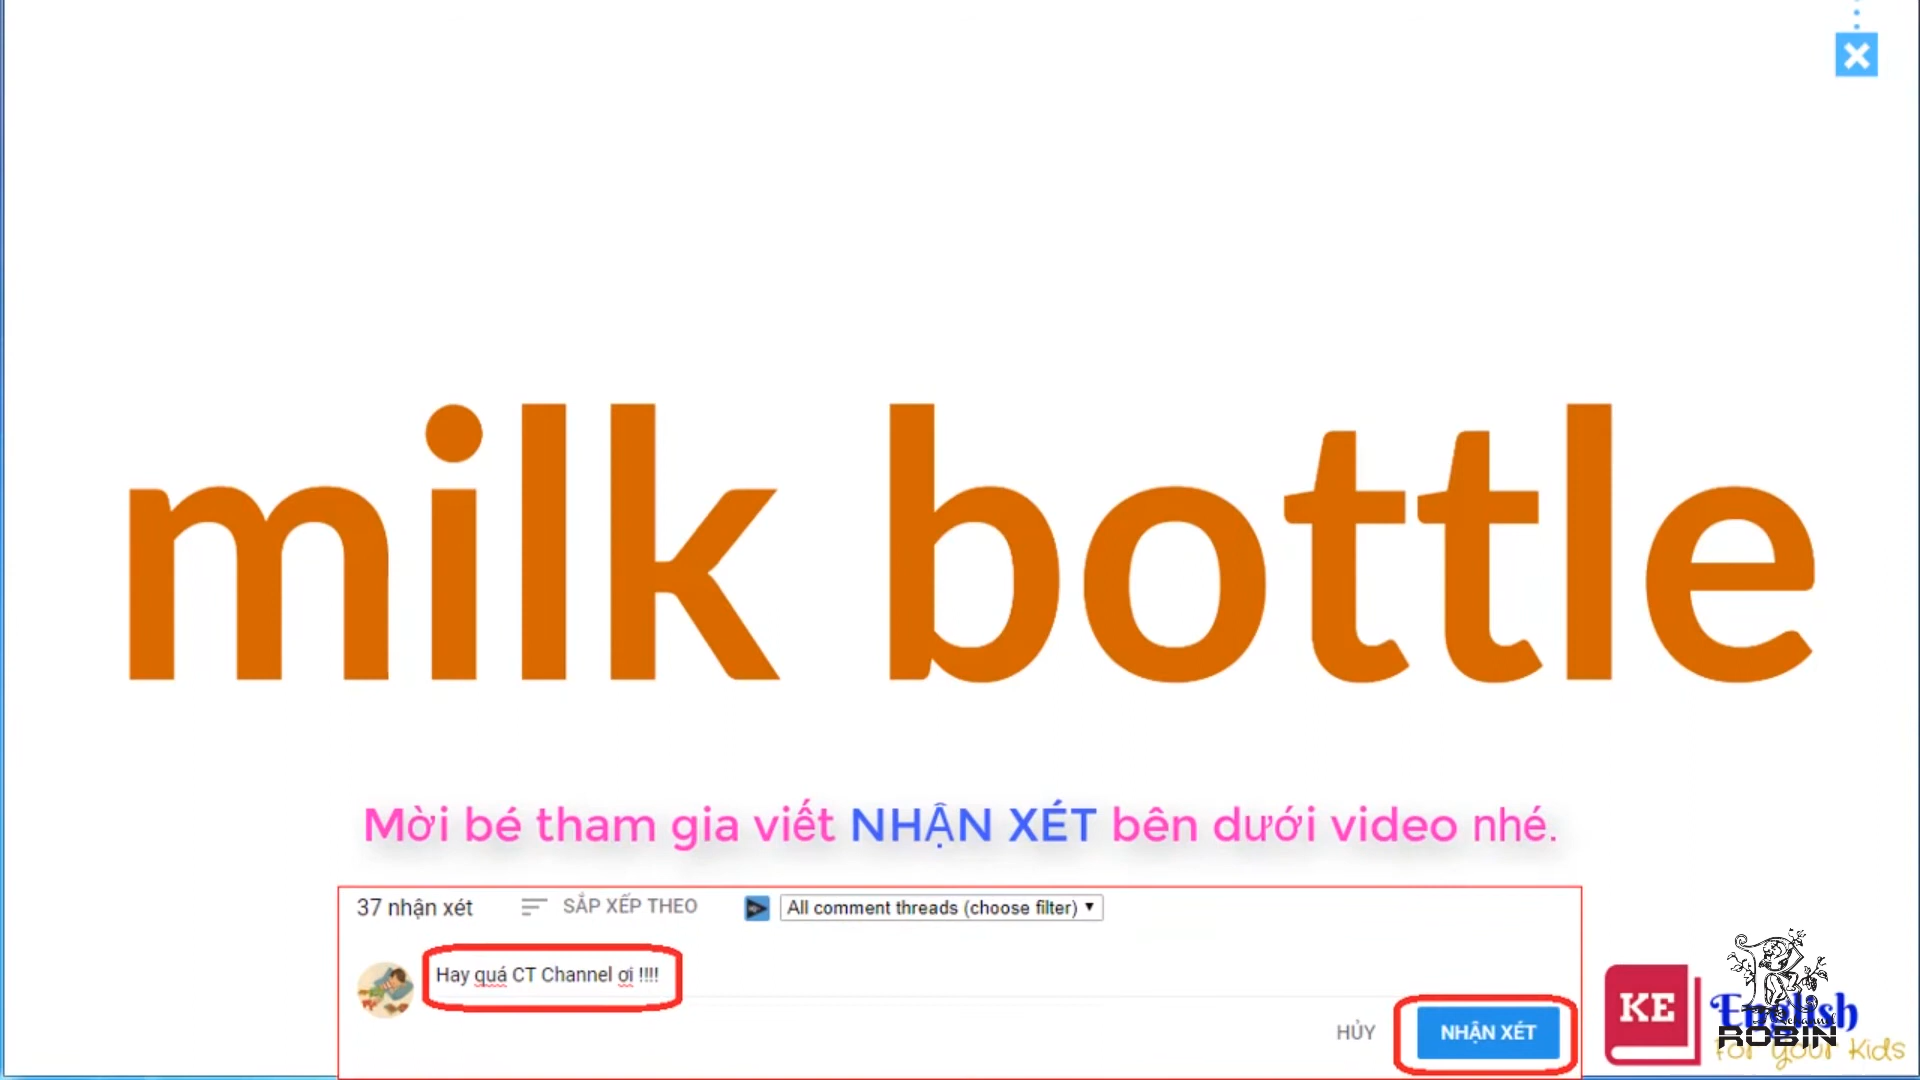 milk bottle
Mời bé tham gia viết NHẬN XÉT bên dưới video nhé.
37 nhận xét SẮP XẾP THEO All comment threads (choose filter)
Hay quá CT Channel ơi !!!!
HỦY NHẬN XÉT
KE English
channel
ROBIN
For your Kids